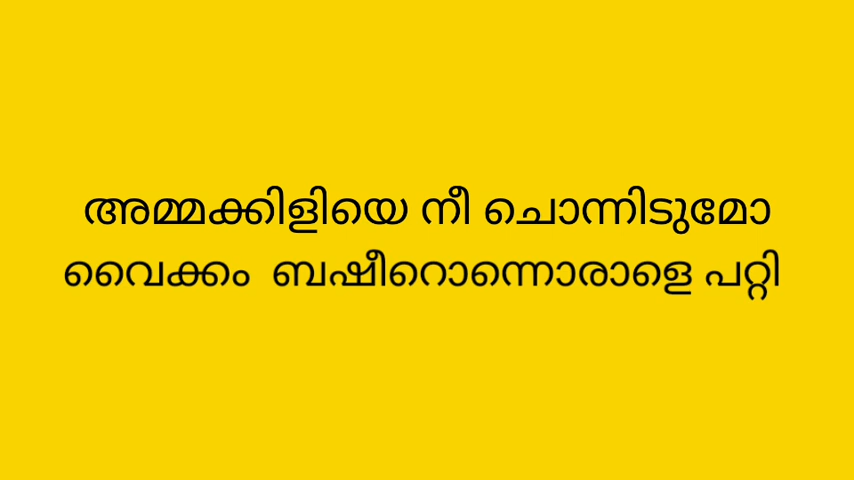 അമ്മക്കിളിയെ നീ ചൊന്നിടുമോ
വൈക്കം ബഷീറൊന്നൊരാളെ പറ്റി